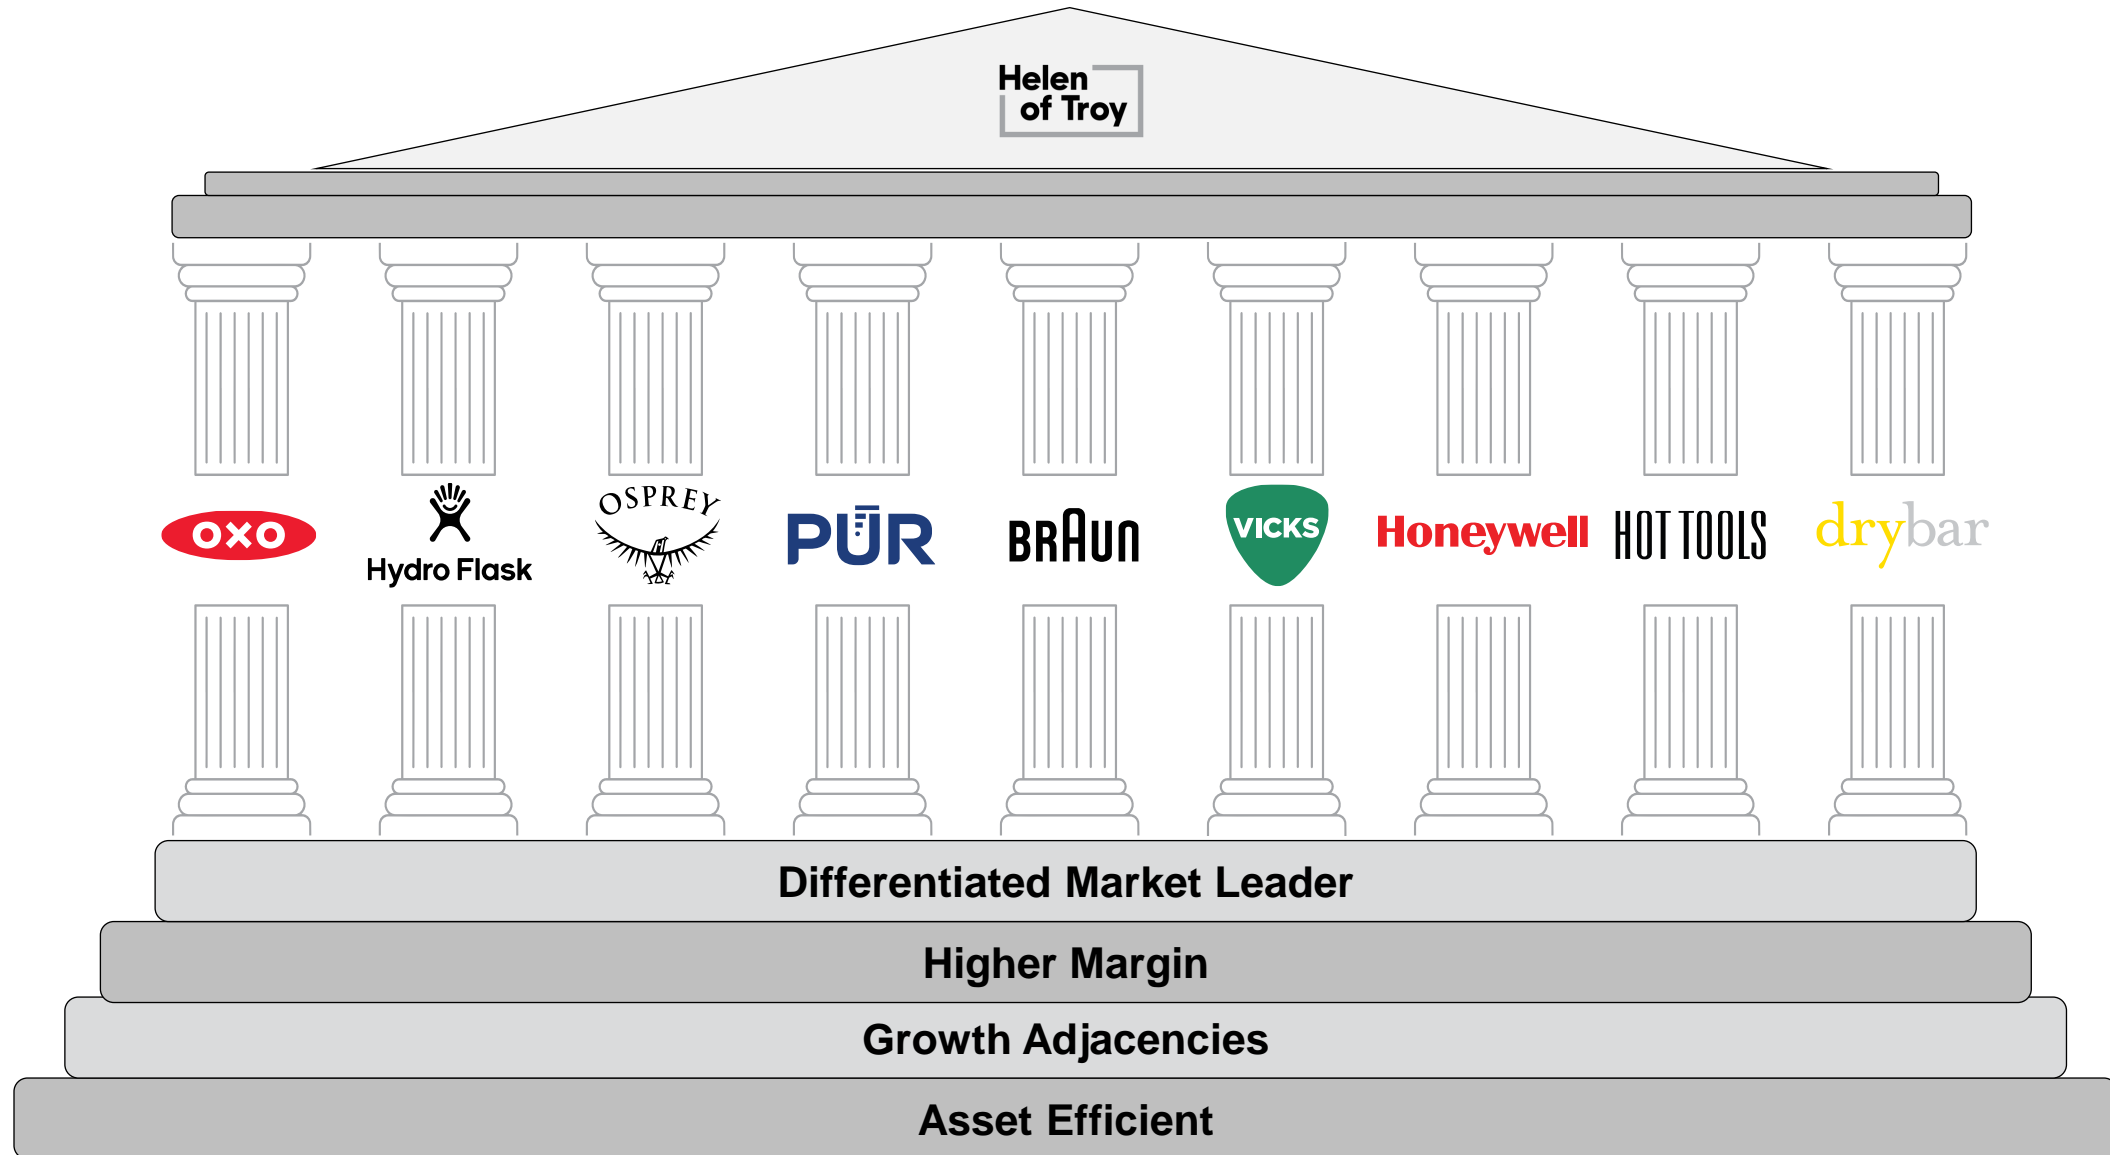 Helen
of Troy
OXO
Hydro Flask
OSPREY
PŪR
BRAUN
VICKS
Honeywell
HOT TOOLS
drybar
Differentiated Market Leader
Higher Margin
Growth Adjacencies
Asset Efficient